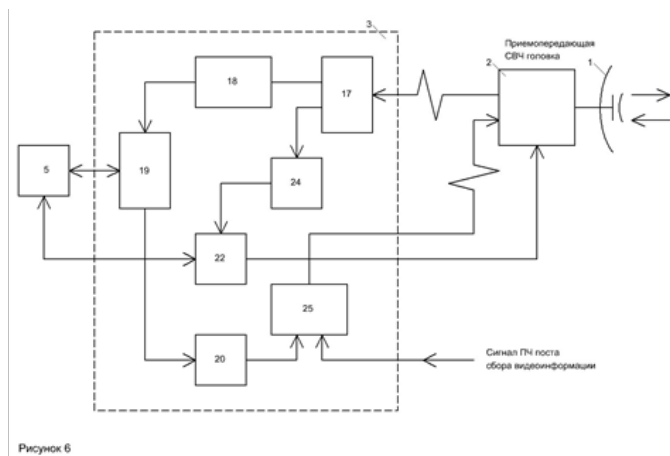 3
Приемопередающая
СВЧ головка
2
1
18
17
5
19
24
22
25
20
Сигнал ПЧ поста
сбора видеоинформации
Рисунок 6